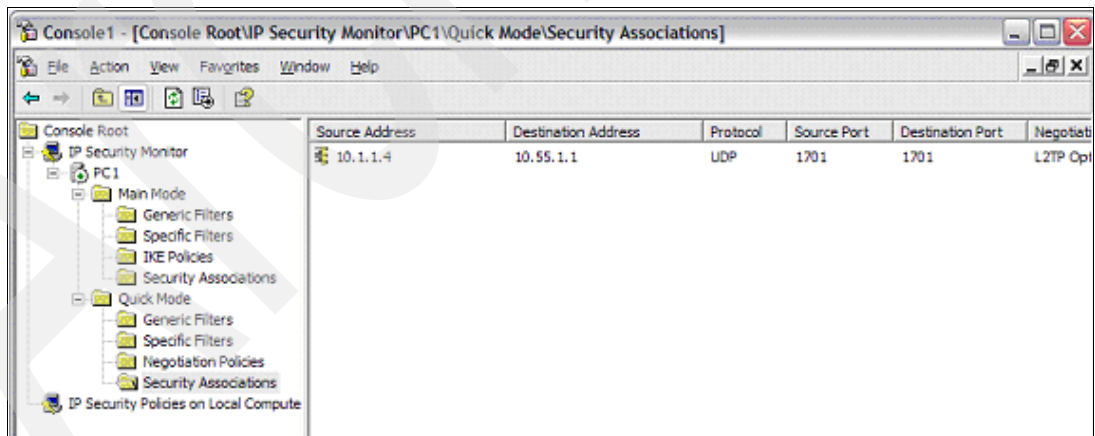 Console1 - [Console Root\IP Security Monitor\PC1\Quick Mode\Security Associations]
File Action View Favorites Window Help
Console Root
IP Security Monitor
PC1
Main Mode
Generic Filters
Specific Filters
IKE Policies
Security Associations
Quick Mode
Generic Filters
Specific Filters
Negotiation Policies
Security Associations
IP Security Policies on Local Compute
Source Address Destination Address Protocol Source Port Destination Port Negotiati
10.1.1.4 10.55.1.1 UDP 1701 1701 L2TP Opt